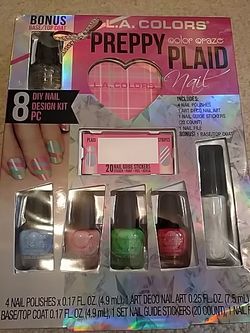 BONUS
BASE/TOP COAT
L.A. COLORS
PREPPY
color craze
PLAID
Nail
L.A. COLORS
8 DIY NAIL
DESIGN KIT
PC
INCLUDES:
4 NAIL POLISHES
1 ART DECO NAIL ART
1 NAIL GUIDE STICKERS
(20 COUNT)
1 NAIL FILE
BONUS!
BASE/TOP COAT
PLAID
STRIPES
20 NAIL GUIDE STICKERS
4 NAIL POLISHES x 0.17 FL. OZ (4.9 mL), 1 ART DECO NAIL ART 0.25 FL. OZ (7.5 mL)
BASE/TOP COAT 0.17 FL. OZ (4.9 mL), 1 SET NAIL GUIDE STICKERS (20 COUNT), 1 NAIL